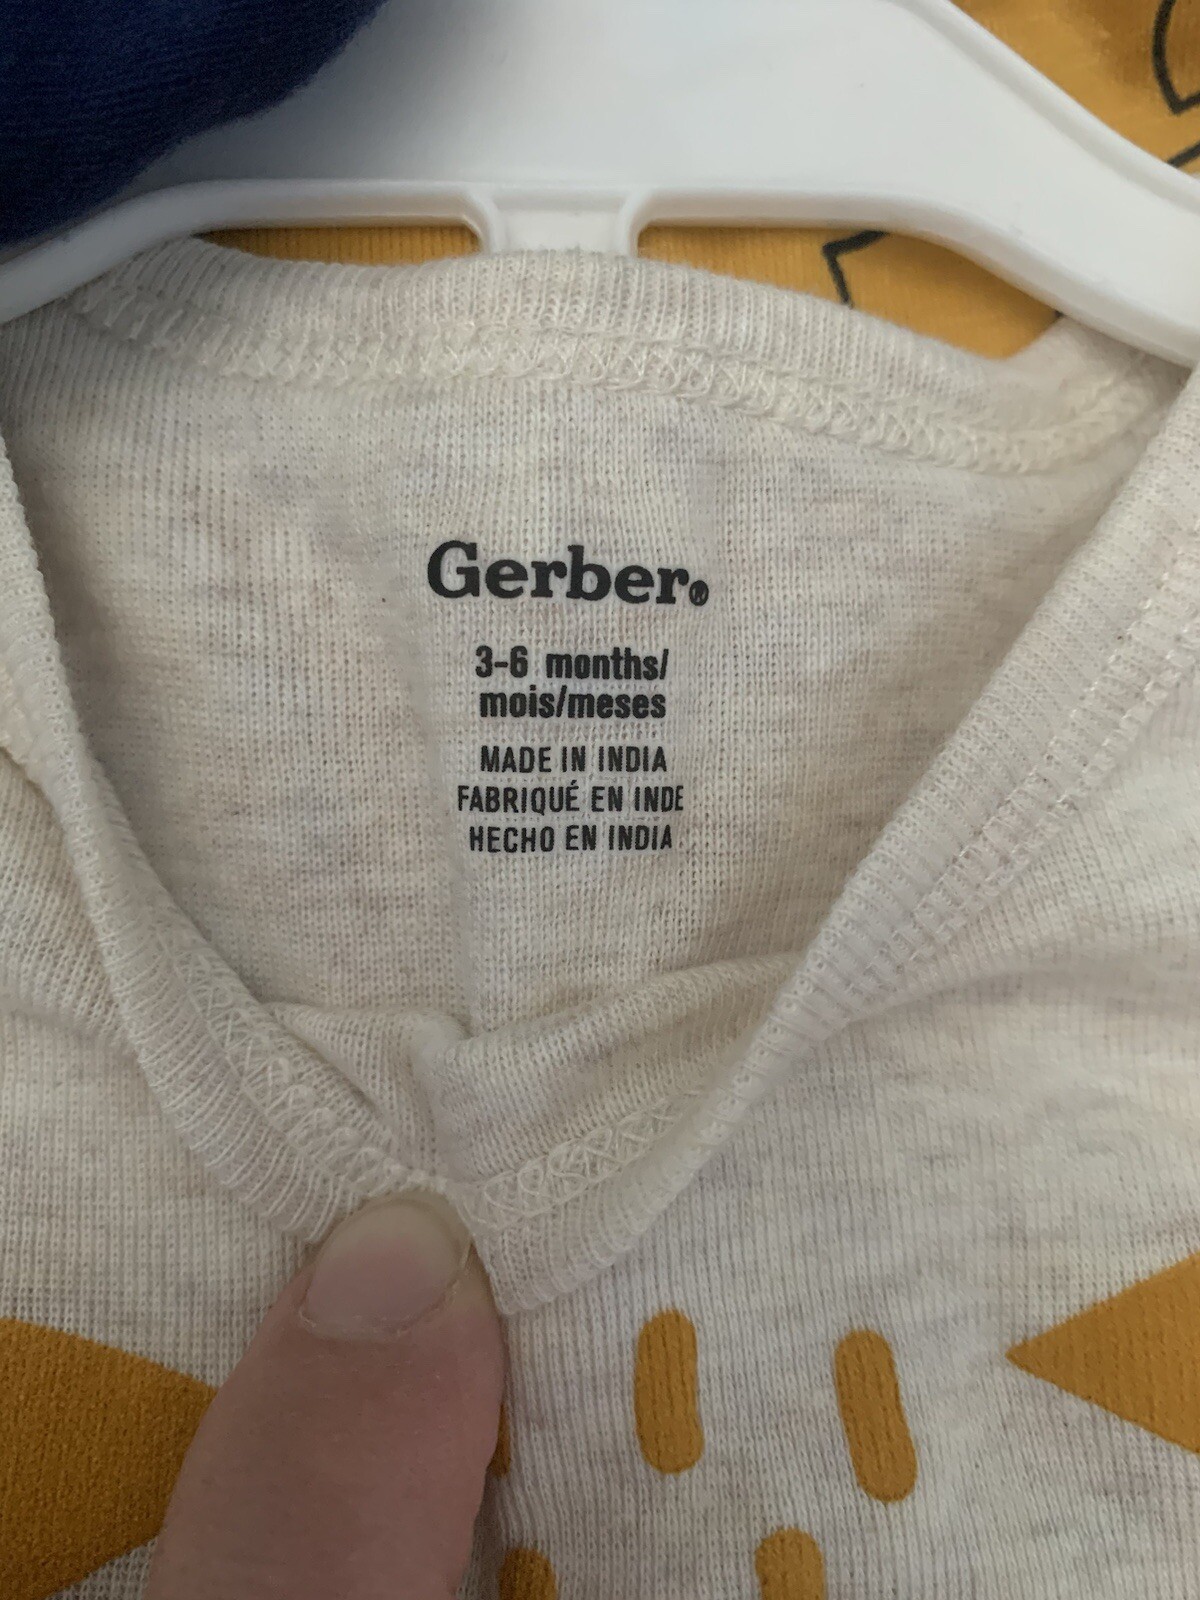 Gerber®
3-6 months/
mois/meses
MADE IN INDIA
FABRIQUÉ EN INDE
HECHO EN INDIA